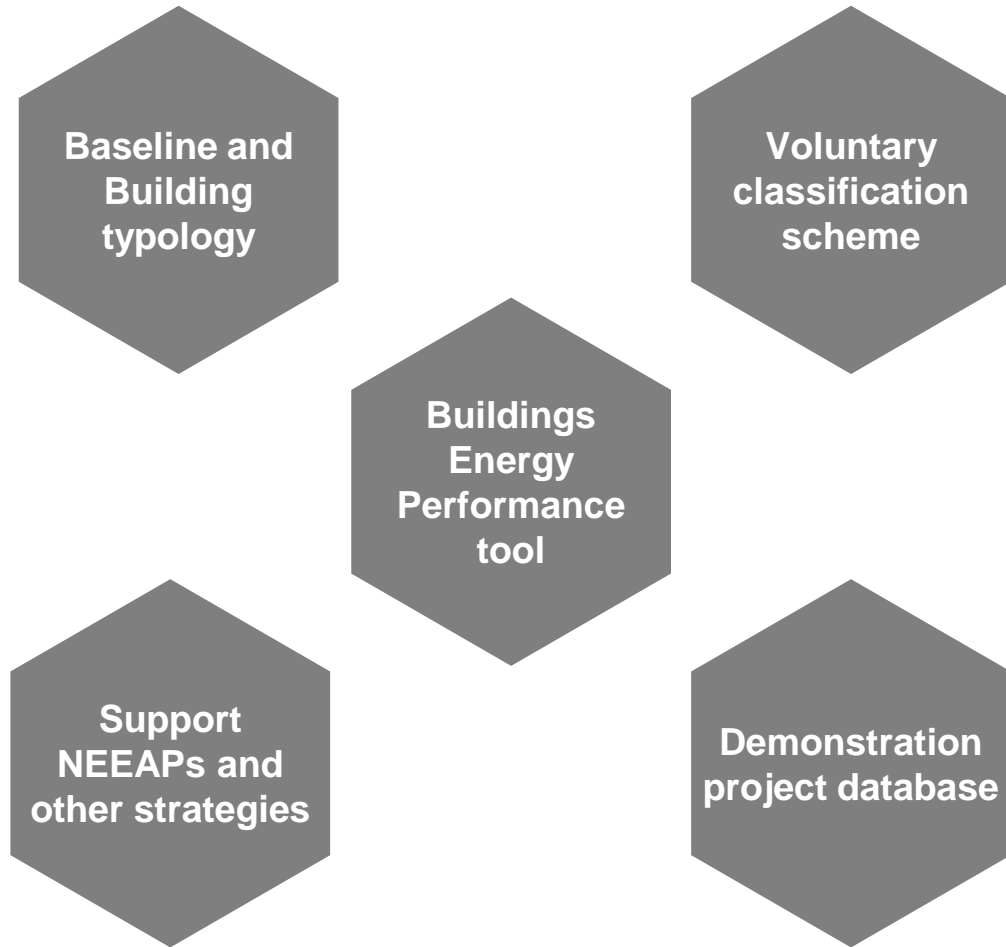 Baseline and
Building
typology
Voluntary
classification
scheme
Buildings
Energy
Performance
tool
Support
NEEAPs and
other strategies
Demonstration
project database